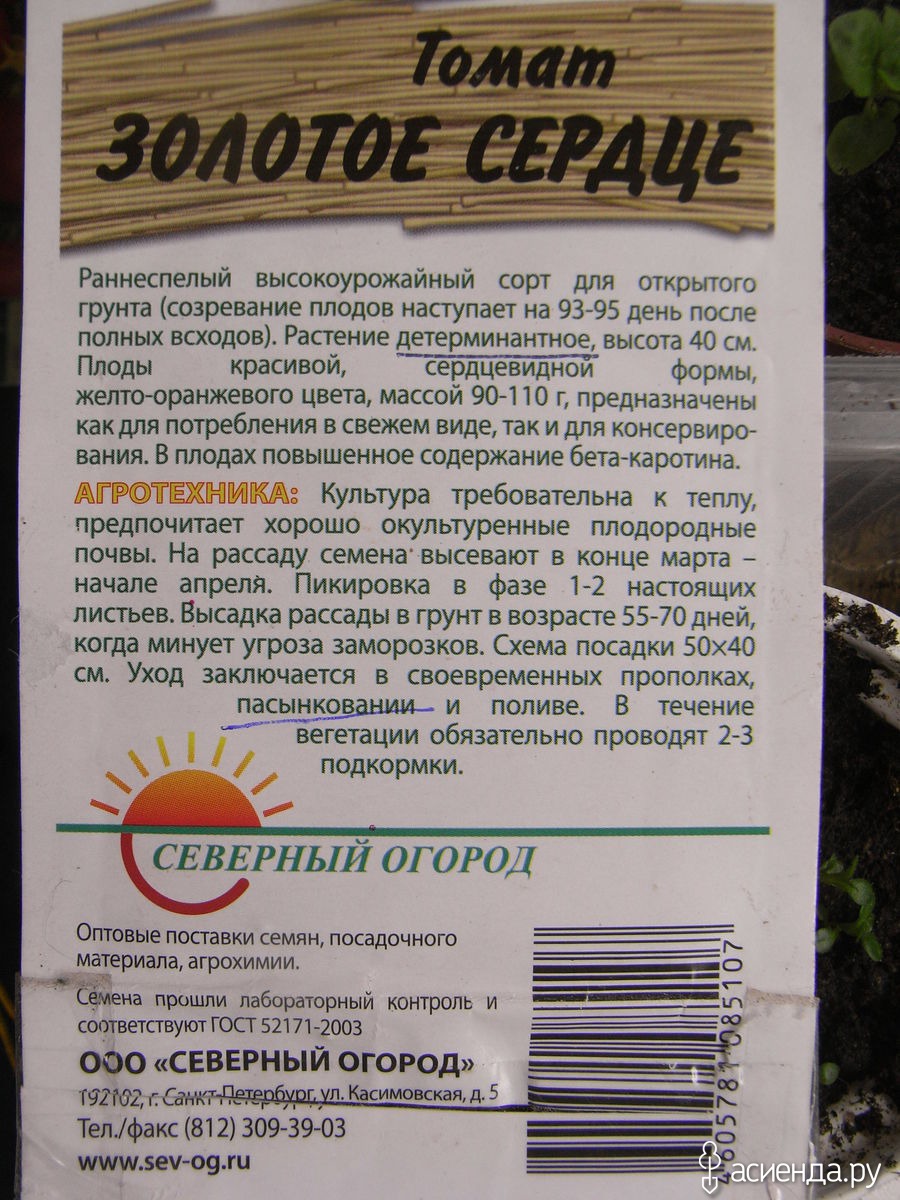 Томат
ЗОЛОТОЕ СЕРДЦЕ
Раннеспелый высокоурожайный сорт для открытого
грунта (созревание плодов наступает на 93-95 день после
полных всходов). Растение детерминантное, высота 40 см.
Плоды красивой, сердцевидной формы,
желто-оранжевого цвета, массой 90-110 г, предназначены
как для потребления в свежем виде, так и для консервиро-
вания. В плодах повышенное содержание бета-каротина.
АГРОТЕХНИКА: Культура требовательна к теплу,
предпочитает хорошо окультуренные плодородные
почвы. На рассаду семена высевают в конце марта –
начале апреля. Пикировка в фазе 1-2 настоящих
листьев. Высадка рассады в грунт в возрасте 55-70 дней,
когда минует угроза заморозков. Схема посадки 50×40
см. Уход заключается в своевременных прополках,
пасынковании и поливе. В течение
вегетации обязательно проводят 2-3
подкормки.
СЕВЕРНЫЙ ОГОРОД
Оптовые поставки семян, посадочного
материала, агрохимии.
Семена прошли лабораторный контроль и
соответствуют ГОСТ 52171-2003
ООО «СЕВЕРНЫЙ ОГОРОД»
192102, г. Санкт-Петербург, ул. Касимовская, д. 5
Тел./факс (812) 309-39-03
www.sev-og.ru
4605781085107
асиенда.ру